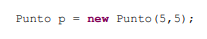 Punto p = new Punto(5,5);